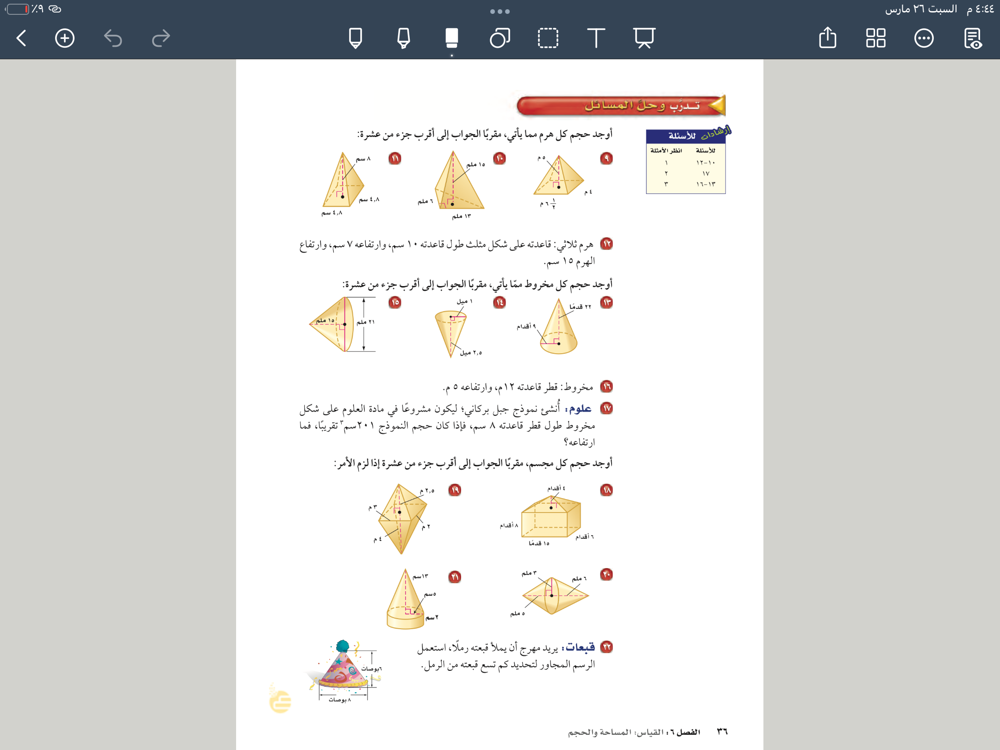 ٤:٤٤ م السبت ٢٦ مارس
٩٪
تـدرَّب وحلَّ المسائل
إرشادات للأسئلة
للأسئلة انظر الأمثلة
١٠–١٢ ١
١٧ ٢
١٣–١٦ ٣
أوجد حجم كل هرم مما يأتي، مقربًا الجواب إلى أقرب جزء من عشرة:
٩
٥ م
٤ م
٦ ١/٢ م
١٠
١٥ ملم
٦ ملم
١٣ ملم
١١
٨ سم
٤,٨ سم
٤,٨ سم
١٢ هرم ثلاثي: قاعدته على شكل مثلث طول قاعدته ١٠ سم، وارتفاعه ٧ سم، وارتفاع
الهرم ١٥ سم.
أوجد حجم كل مخروط ممّا يأتي، مقربًا الجواب إلى أقرب جزء من عشرة:
١٣
٢٢ قدمًا
٩ أقدام
١٤
١ ميل
٢,٥ ميل
١٥
٢١ ملم
١٥ ملم
١٦ مخروط: قطر قاعدته ١٢م، وارتفاعه ٥ م.
١٧ علوم: أُنشئ نموذج جبل بركاني؛ ليكون مشروعًا في مادة العلوم على شكل
مخروط طول قطر قاعدته ٨ سم، فإذا كان حجم النموذج ٢٠١سم٣ تقريبًا، فما
ارتفاعه؟
أوجد حجم كل مجسم، مقربًا الجواب إلى أقرب جزء من عشرة إذا لزم الأمر:
١٨
٤ أقدام
٨ أقدام
٦ أقدام
١٥ قدمًا
١٩
٢,٥ م
٣ م
٢ م
٤ م
٢٠
٣ ملم
٦ ملم
٥ ملم
٢١
١٣سم
٥سم
٢سم
٢٢ قبعات: يريد مهرج أن يملأ قبعته رملًا، استعمل
الرسم المجاور لتحديد كم تسع قبعته من الرمل.
٦بوصات
٨ بوصات
٣٦ الفصل ٦: القياس: المساحة والحجم